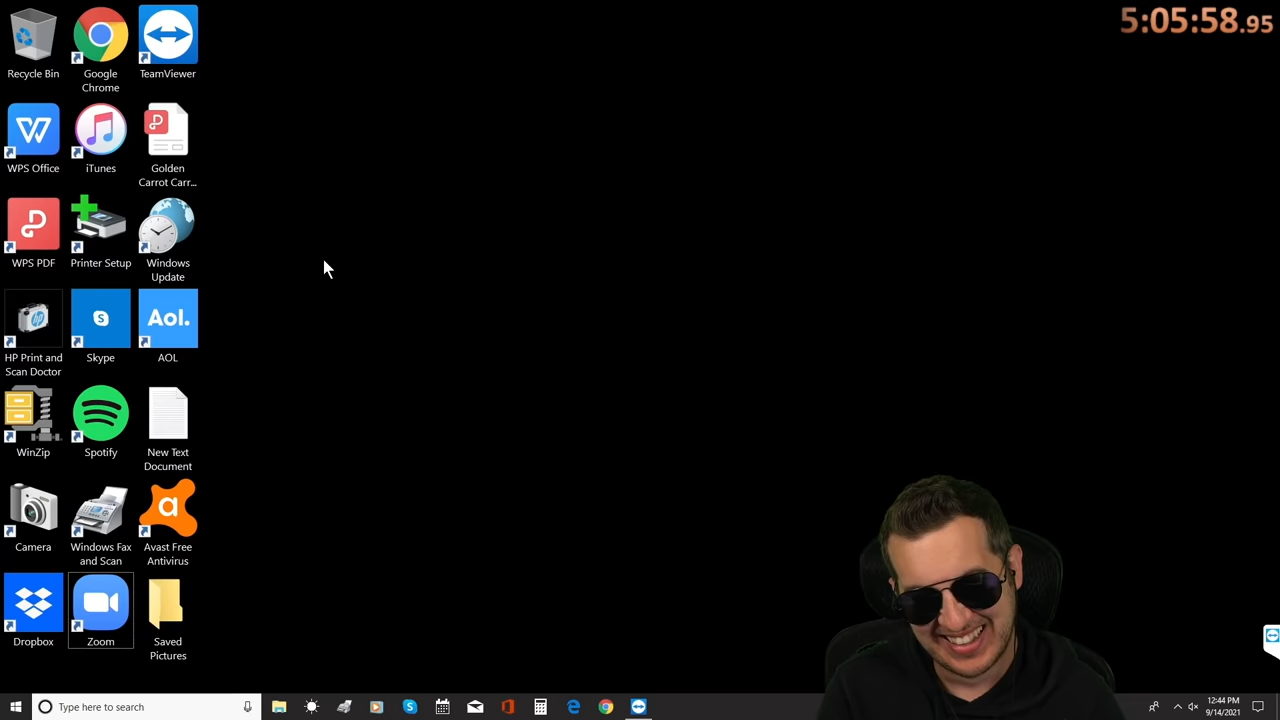 5:05:58.95
Recycle Bin
Google
Chrome
TeamViewer
WPS Office
iTunes
Golden
Carrot Carr...
WPS PDF
Printer Setup
Windows
Update
HP Print and
Scan Doctor
Skype
Aol.
AOL
WinZip
Spotify
New Text
Document
Camera
Windows Fax
and Scan
Avast Free
Antivirus
Dropbox
Zoom
Saved
Pictures
Type here to search
12:44 PM
9/14/2021